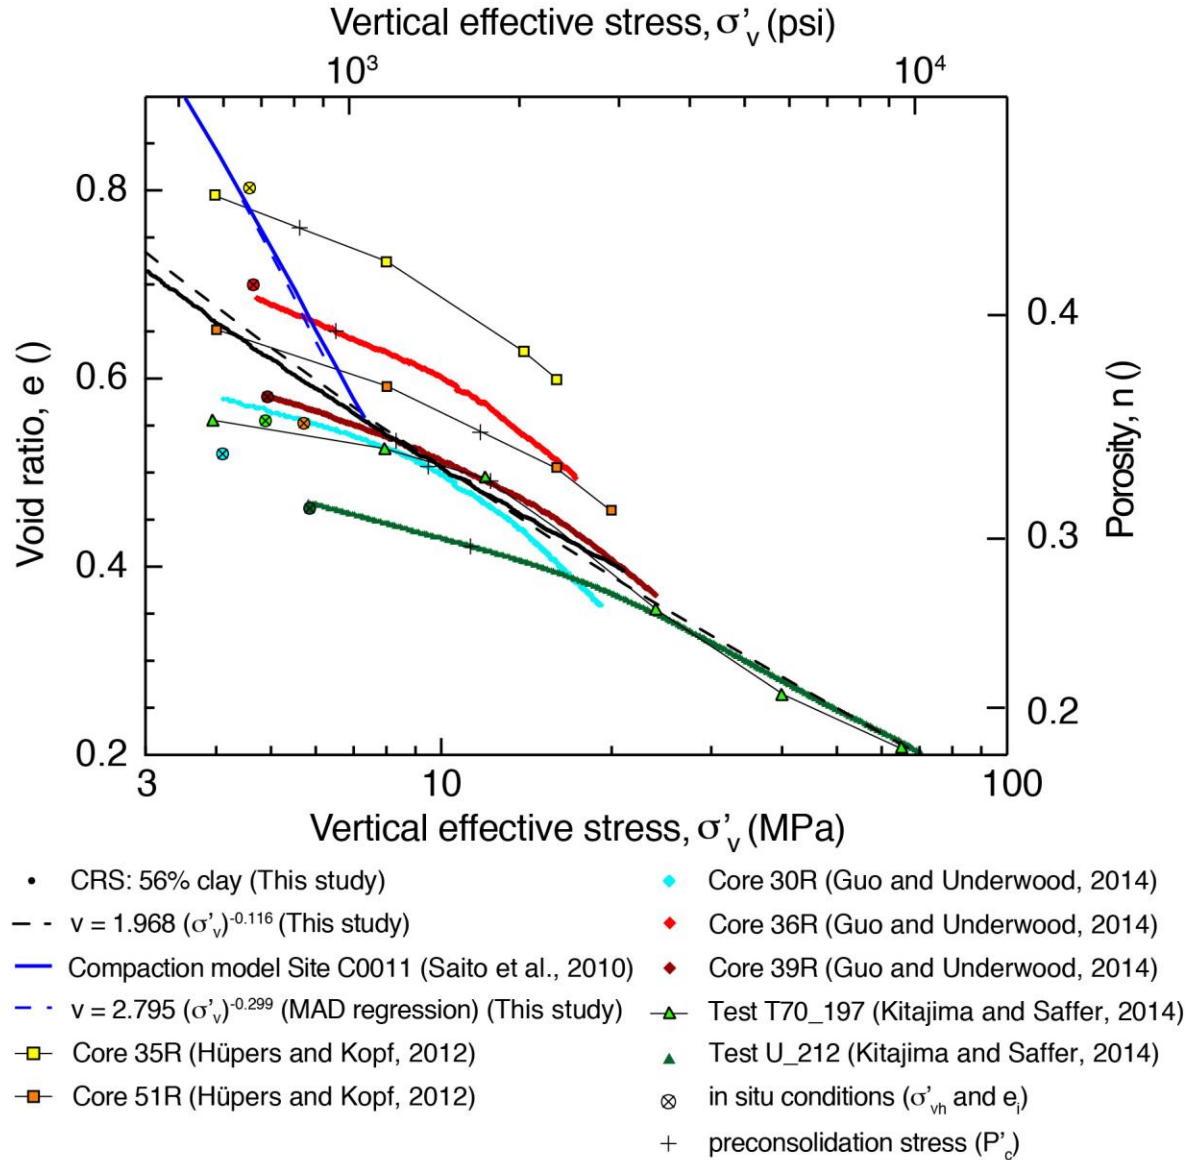 Vertical effective stress, σ'v (psi)
10³ 10⁴
0.8
0.6
0.4
0.2
Void ratio, e ()
0.4
0.3
0.2
Porosity, n ()
3 10 100
Vertical effective stress, σ'v (MPa)
CRS: 56% clay (This study)
v = 1.968 (σ'v)-0.116 (This study)
Compaction model Site C0011 (Saito et al., 2010)
v = 2.795 (σ'v)-0.299 (MAD regression) (This study)
Core 35R (Hüpers and Kopf, 2012)
Core 51R (Hüpers and Kopf, 2012)
Core 30R (Guo and Underwood, 2014)
Core 36R (Guo and Underwood, 2014)
Core 39R (Guo and Underwood, 2014)
Test T70_197 (Kitajima and Saffer, 2014)
Test U_212 (Kitajima and Saffer, 2014)
in situ conditions (σ'vh and ei)
preconsolidation stress (P'c)